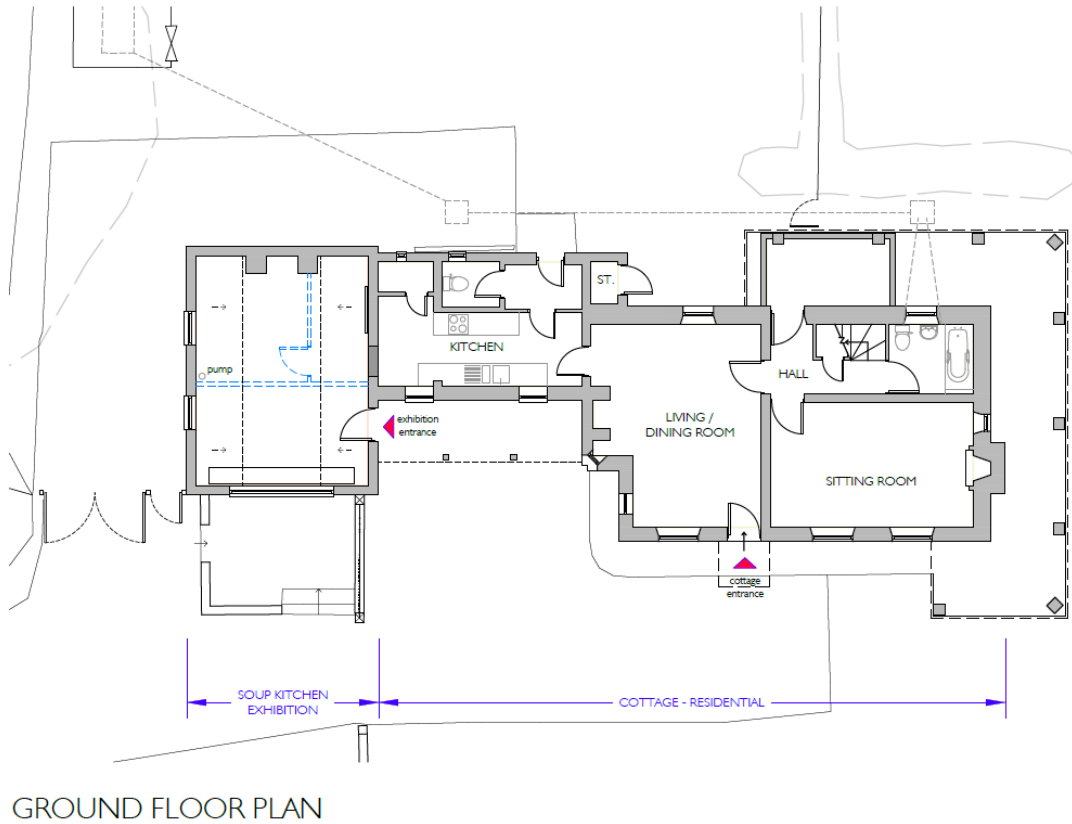 ST.
KITCHEN
pump
HALL
exhibition
entrance
LIVING /
DINING ROOM
SITTING ROOM
cottage
entrance
SOUP KITCHEN
EXHIBITION
COTTAGE - RESIDENTIAL
GROUND FLOOR PLAN